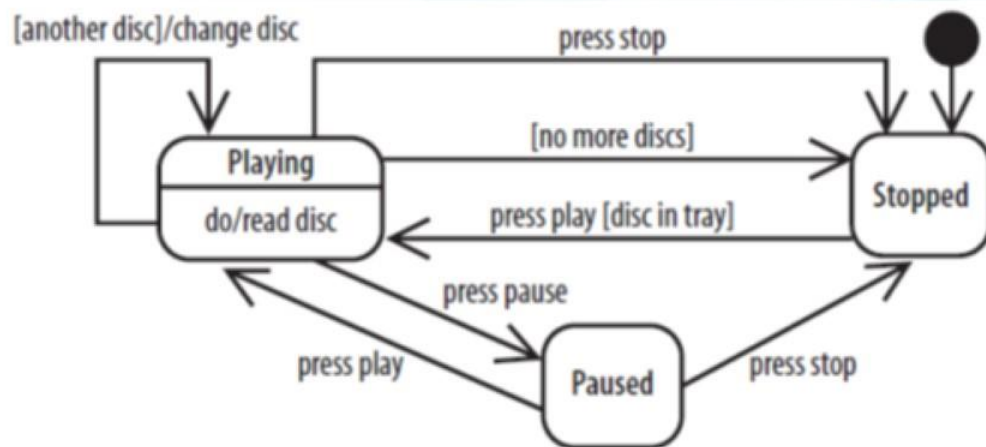 [another disc]/change disc
press stop
[no more discs]
Playing
do/read disc
press play [disc in tray]
Stopped
press pause
press play
Paused
press stop